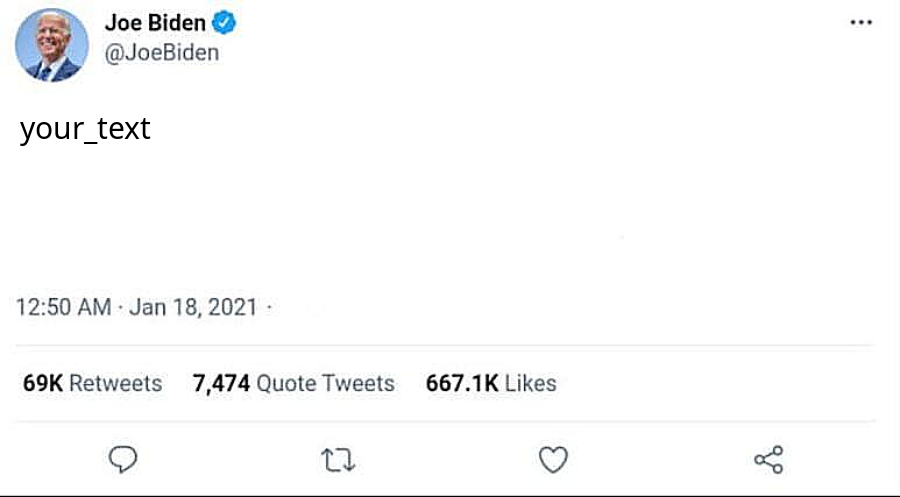 Joe Biden
@JoeBiden
your_text
12:50 AM · Jan 18, 2021 ·
69K Retweets 7,474 Quote Tweets 667.1K Likes